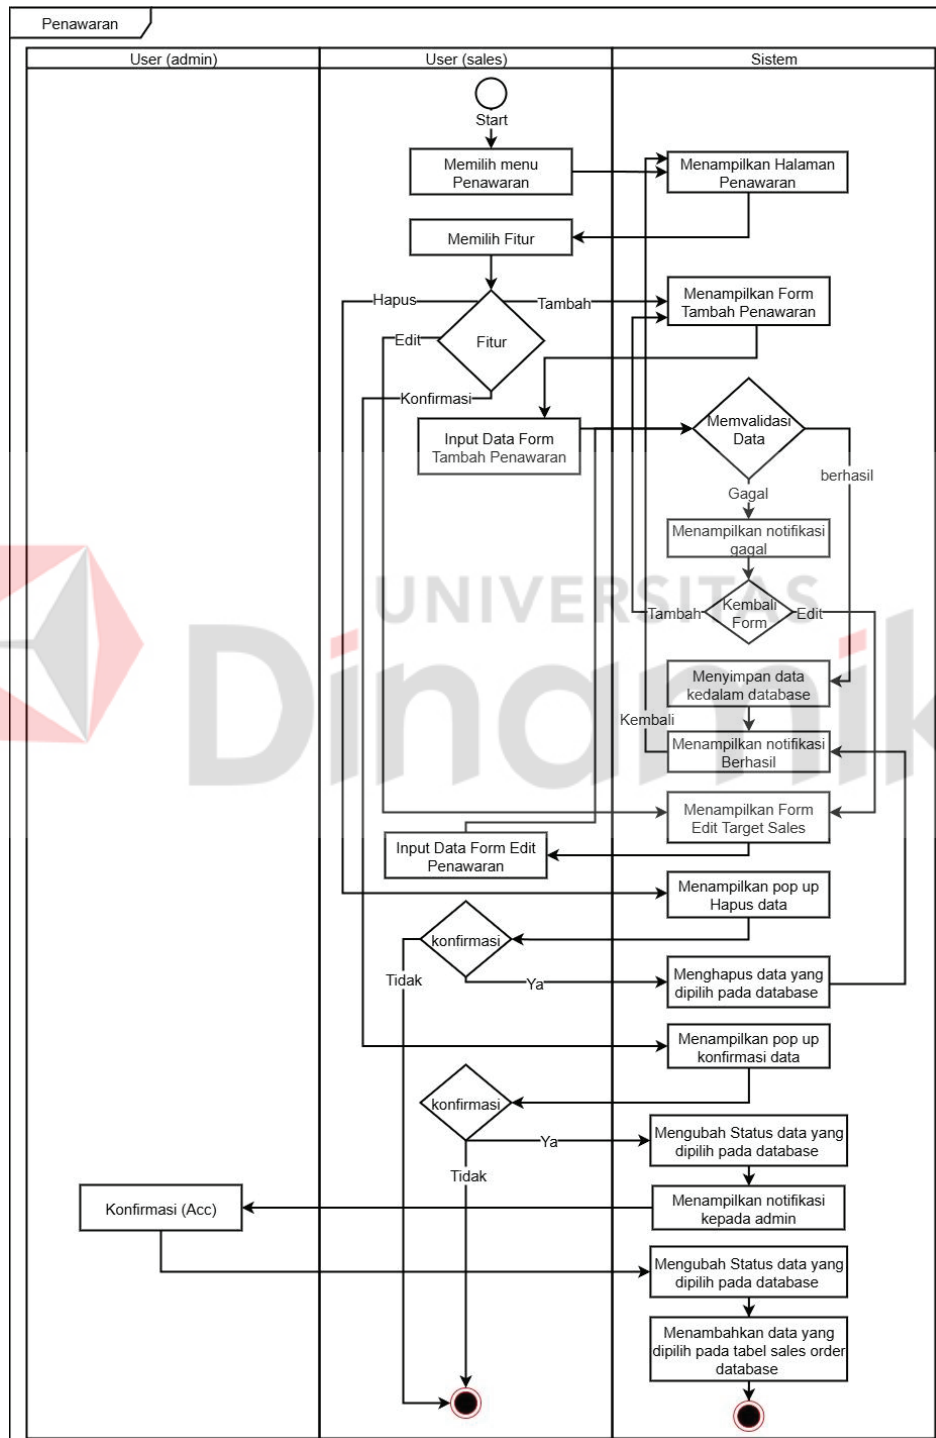 Penawaran
User (admin)
User (sales)
Sistem
Start
Memilih menu
Penawaran
Menampilkan Halaman
Penawaran
Memilih Fitur
Hapus
Tambah
Menampilkan Form
Tambah Penawaran
Edit
Fitur
Konfirmasi
Input Data Form
Tambah Penawaran
Memvalidasi
Data
berhasil
Gagal
Menampilkan notifikasi
gagal
UNIVERSITAS
Dinamik
Tambah
Kembali
Form
Edit
Menyimpan data
kedalam database
Kembali
Menampilkan notifikasi
Berhasil
Menampilkan Form
Edit Target Sales
Input Data Form Edit
Penawaran
Menampilkan pop up
Hapus data
konfirmasi
Tidak
Ya
Menghapus data yang
dipilih pada database
Menampilkan pop up
konfirmasi data
konfirmasi
Ya
Mengubah Status data yang
dipilih pada database
Tidak
Konfirmasi (Acc)
Menampilkan notifikasi
kepada admin
Mengubah Status data yang
dipilih pada database
Menambahkan data yang
dipilih pada tabel sales order
database